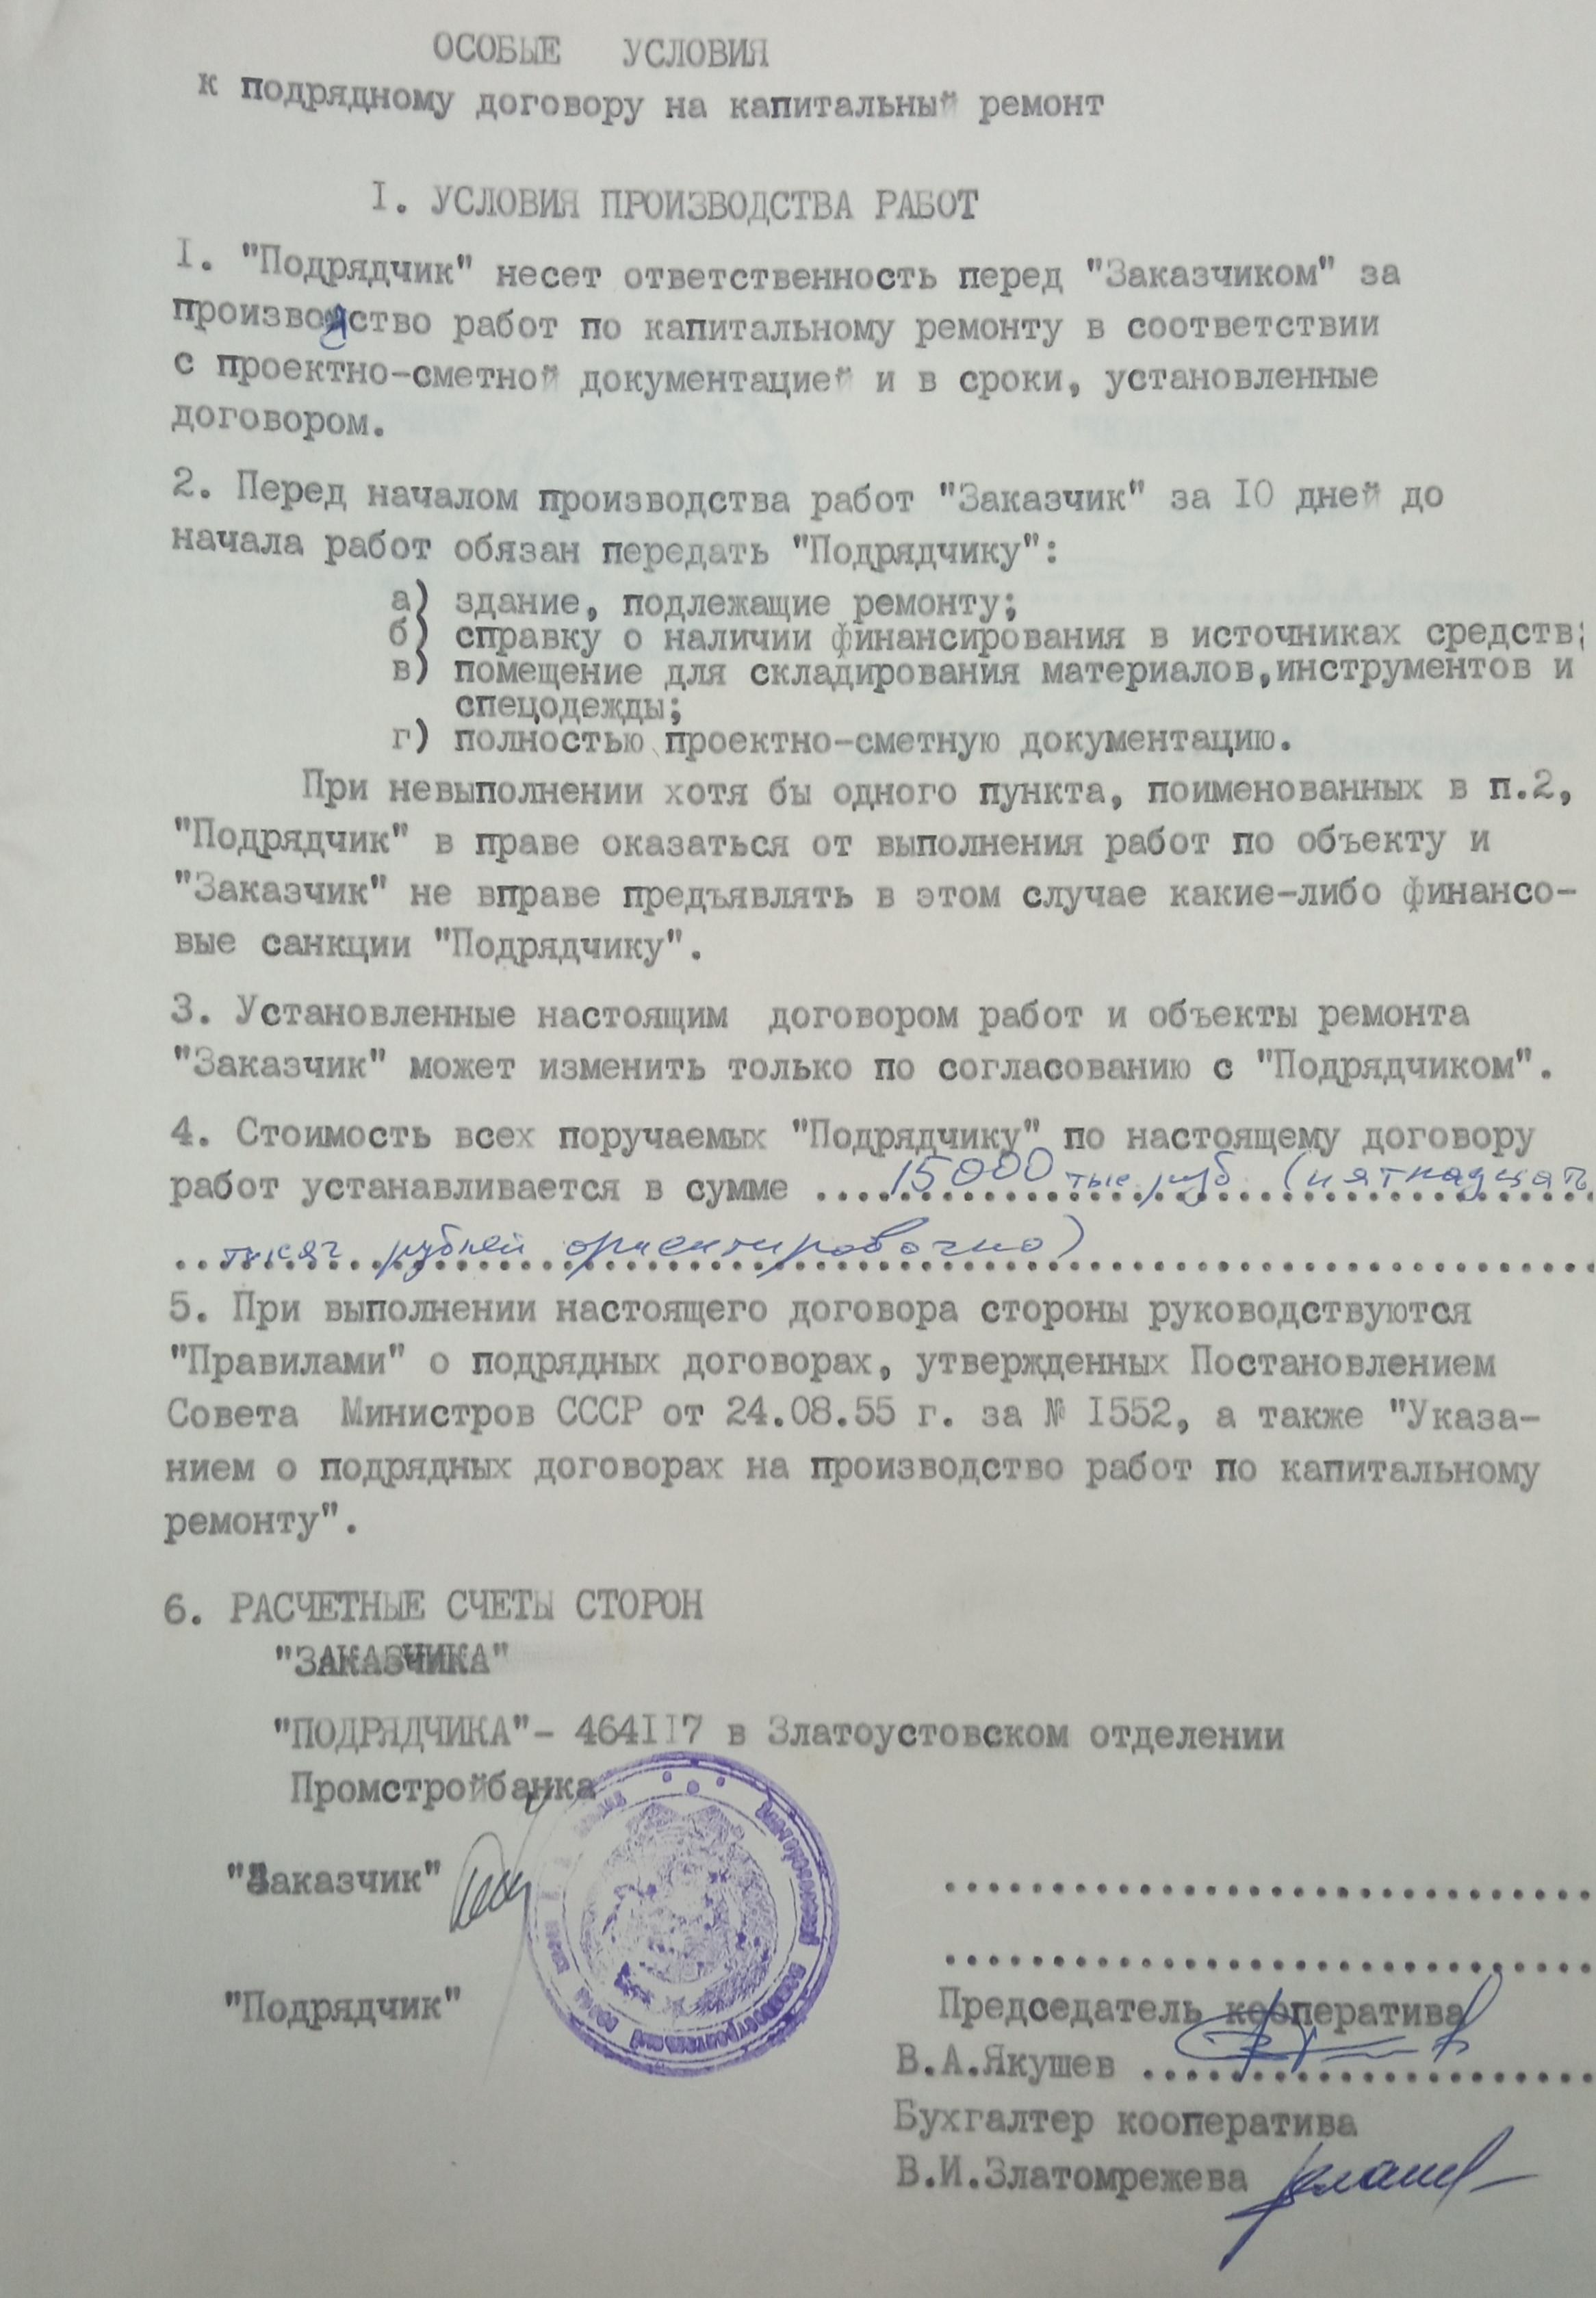 ОСОБЫЕ УСЛОВИЯ
к подрядному договору на капитальный ремонт
I. УСЛОВИЯ ПРОИЗВОДСТВА РАБОТ
I. "Подрядчик" несет ответственность перед "Заказчиком" за
производство работ по капитальному ремонту в соответствии
с проектно-сметной документацией и в сроки, установленные
договором.
2. Перед началом производства работ "Заказчик" за IO дней до
начала работ обязан передать "Подрядчику":
а) здание, подлежащие ремонту;
б) справку о наличии финансирования в источниках средств;
в) помещение для складирования материалов,инструментов и
спецодежды;
г) полностью проектно-сметную документацию.
При невыполнении хотя бы одного пункта, поименованных в п.2,
"Подрядчик" в праве оказаться от выполнения работ по объекту и
"Заказчик" не вправе предъявлять в этом случае какие-либо финансо-
вые санкции "Подрядчику".
3. Установленные настоящим договором работ и объекты ремонта
"Заказчик" может изменить только по согласованию с "Подрядчиком".
4. Стоимость всех поручаемых "Подрядчику" по настоящему договору
работ устанавливается в сумме ....15000 тыс. руб (пятнадцать
..тысяч рублей ориентировочно)
5. При выполнении настоящего договора стороны руководствуются
"Правилами" о подрядных договорах, утвержденных Постановлением
Совета Министров СССР от 24.08.55 г. за № I552, а также "Указа-
нием о подрядных договорах на производство работ по капитальному
ремонту".
6. РАСЧЕТНЫЕ СЧЕТЫ СТОРОН
"ЗАКАЗЧИКА"
"ПОДРЯДЧИКА"- 464II7 в Златоустовском отделении
Промстройбанка
"Заказчик" ..............................
..............................
"Подрядчик" Председатель кооператива
В.А.Якушев .....................
Бухгалтер кооператива
В.И.Златомрежева